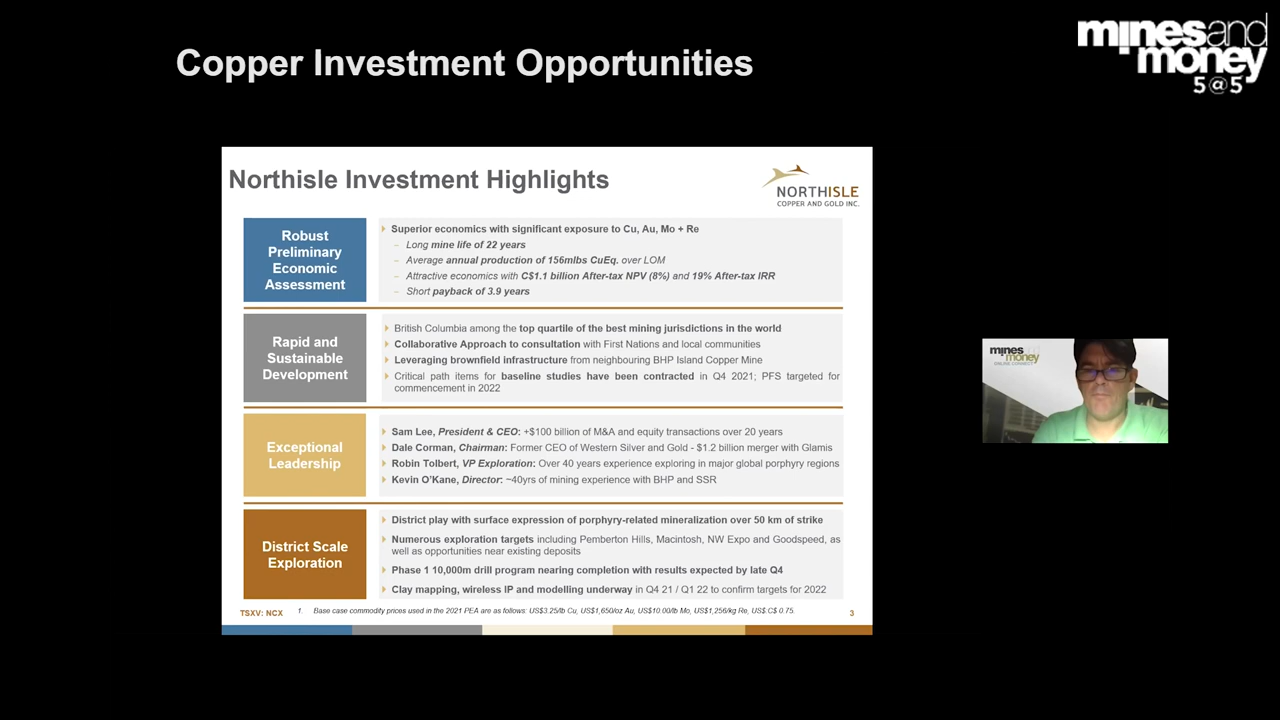 Copper Investment Opportunities
minesand
money
5@5
Northisle Investment Highlights
NORTHISLE
COPPER AND GOLD INC.
Robust
Preliminary
Economic
Assessment
Superior economics with significant exposure to Cu, Au, Mo + Re
– Long mine life of 22 years
– Average annual production of 156mlbs CuEq. over LOM
– Attractive economics with C$1.1 billion After-tax NPV (8%) and 19% After-tax IRR
– Short payback of 3.9 years
Rapid and
Sustainable
Development
British Columbia among the top quartile of the best mining jurisdictions in the world
Collaborative Approach to consultation with First Nations and local communities
Leveraging brownfield infrastructure from neighbouring BHP Island Copper Mine
Critical path items for baseline studies have been contracted in Q4 2021; PFS targeted for
commencement in 2022
Exceptional
Leadership
Sam Lee, President & CEO: +$100 billion of M&A and equity transactions over 20 years
Dale Corman, Chairman: Former CEO of Western Silver and Gold - $1.2 billion merger with Glamis
Robin Tolbert, VP Exploration: Over 40 years experience exploring in major global porphyry regions
Kevin O'Kane, Director: ~40yrs of mining experience with BHP and SSR
District Scale
Exploration
District play with surface expression of porphyry-related mineralization over 50 km of strike
Numerous exploration targets including Pemberton Hills, Macintosh, NW Expo and Goodspeed, as
well as opportunities near existing deposits
Phase 1 10,000m drill program nearing completion with results expected by late Q4
Clay mapping, wireless IP and modelling underway in Q4 21 / Q1 22 to confirm targets for 2022
TSXV: NCX
1. Base case commodity prices used in the 2021 PEA are as follows: US$3.25/lb Cu, US$1,650/oz Au, US$10.00/lb Mo, US$1,256/kg Re, US$:C$ 0.75.
3
minesand
money
ONLINE CONNECT